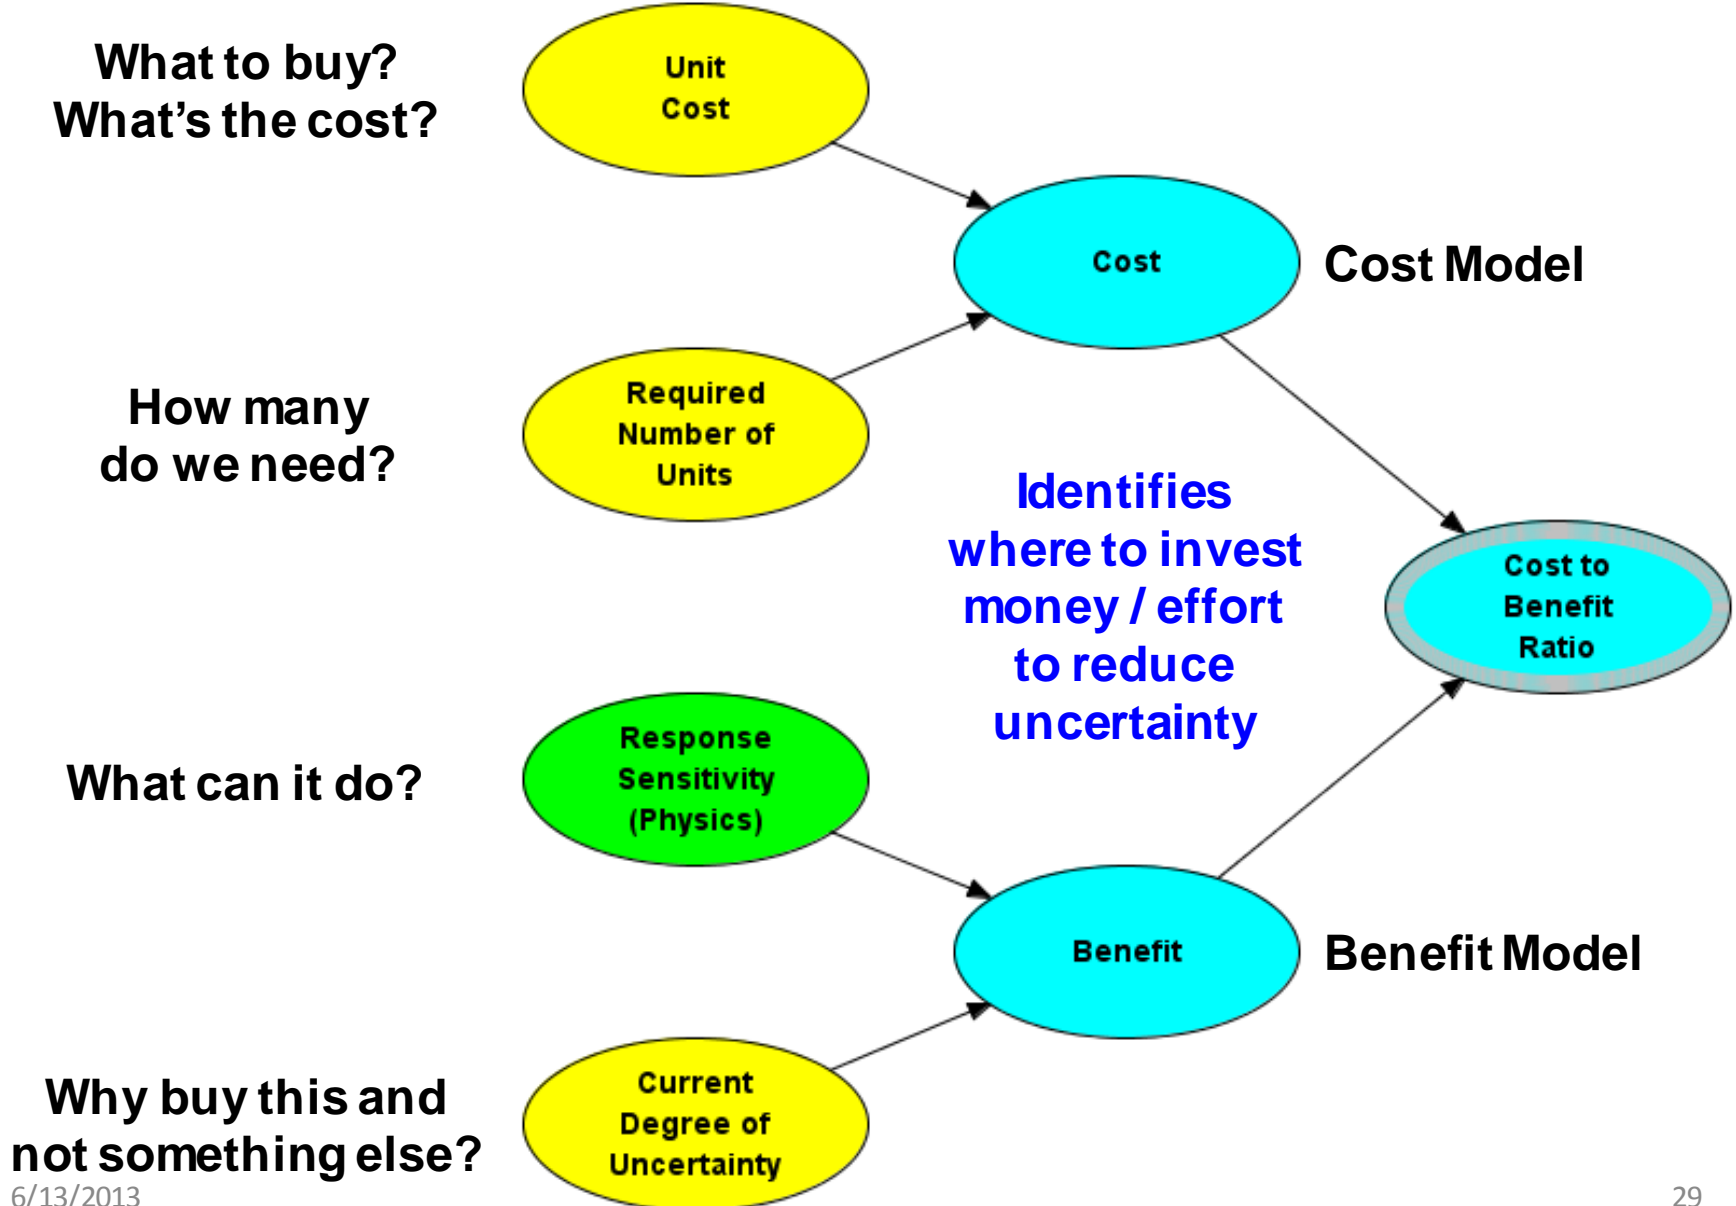 What to buy?
What's the cost?
Unit
Cost
Cost
Cost Model
How many
do we need?
Required
Number of
Units
Identifies
where to invest
money / effort
to reduce
uncertainty
Cost to
Benefit
Ratio
What can it do?
Response
Sensitivity
(Physics)
Benefit
Benefit Model
Why buy this and
not something else?
Current
Degree of
Uncertainty
6/13/2013
29